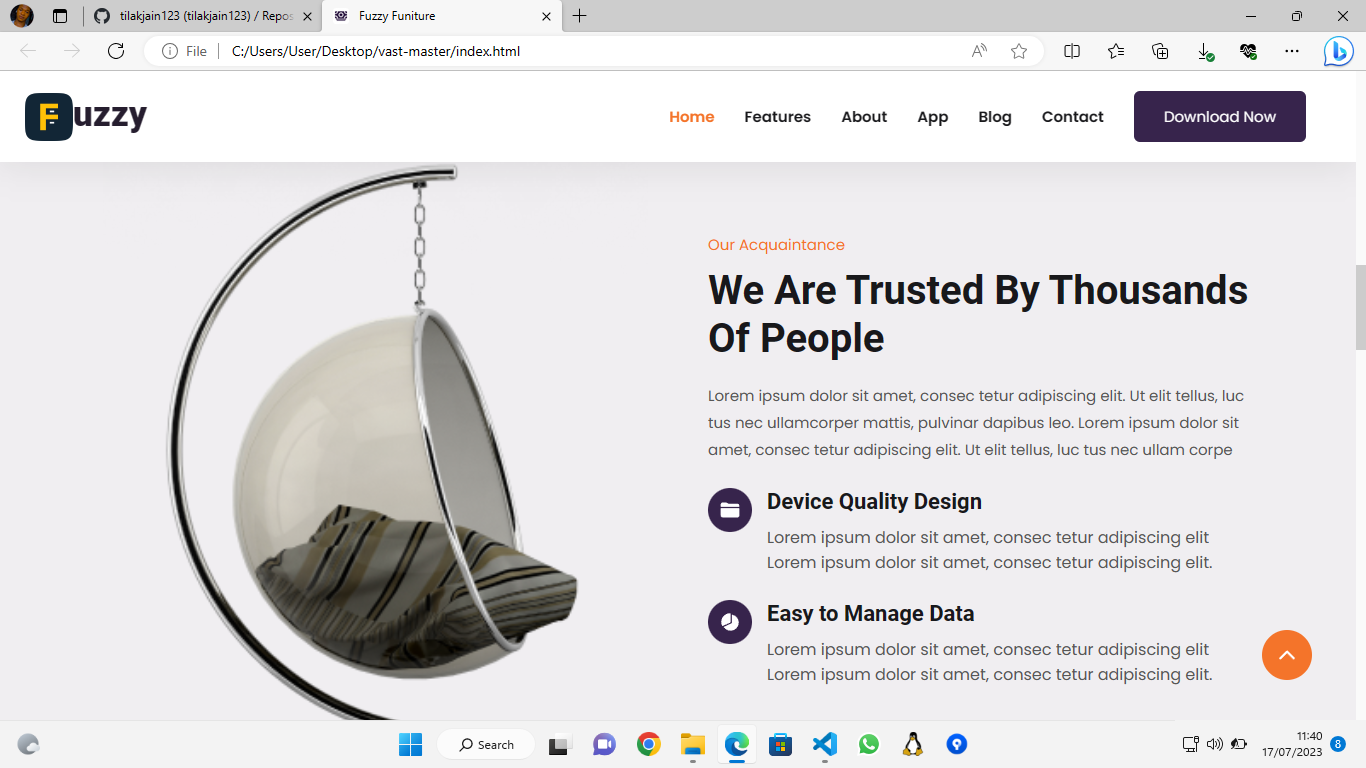 tilakjain123 (tilakjain123) / Repos
Fuzzy Funiture
File
C:/Users/User/Desktop/vast-master/index.html
Fuzzy
Home
Features
About
App
Blog
Contact
Download Now
Our Acquaintance
We Are Trusted By Thousands
Of People
Lorem ipsum dolor sit amet, consec tetur adipiscing elit. Ut elit tellus, luc
tus nec ullamcorper mattis, pulvinar dapibus leo. Lorem ipsum dolor sit
amet, consec tetur adipiscing elit. Ut elit tellus, luc tus nec ullam corpe
Device Quality Design
Lorem ipsum dolor sit amet, consec tetur adipiscing elit
Lorem ipsum dolor sit amet, consec tetur adipiscing elit.
Easy to Manage Data
Lorem ipsum dolor sit amet, consec tetur adipiscing elit
Lorem ipsum dolor sit amet, consec tetur adipiscing elit.
Search
11:40
17/07/2023
8